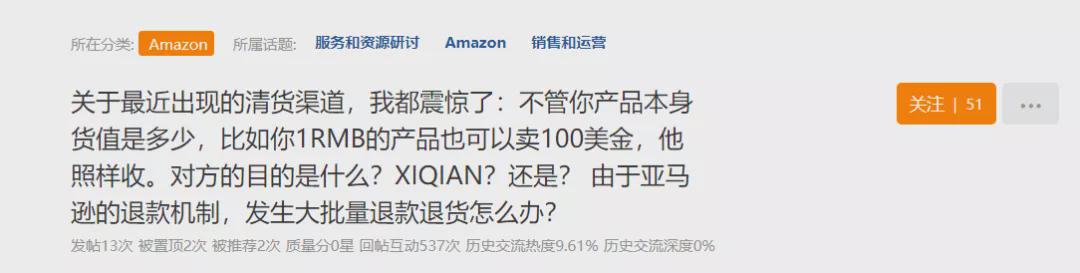 所在分类: Amazon 所属话题: 服务和资源研讨 Amazon 销售和运营
关于最近出现的清货渠道，我都震惊了：不管你产品本身
货值是多少，比如你1RMB的产品也可以卖100美金，他
照样收。对方的目的是什么？XIQIAN？还是？ 由于亚马
逊的退款机制，发生大批量退款退货怎么办？
关注 | 51
...
发帖13次 被置顶2次 被推荐2次 质量分0星 回帖互动537次 历史交流热度9.61% 历史交流深度0%